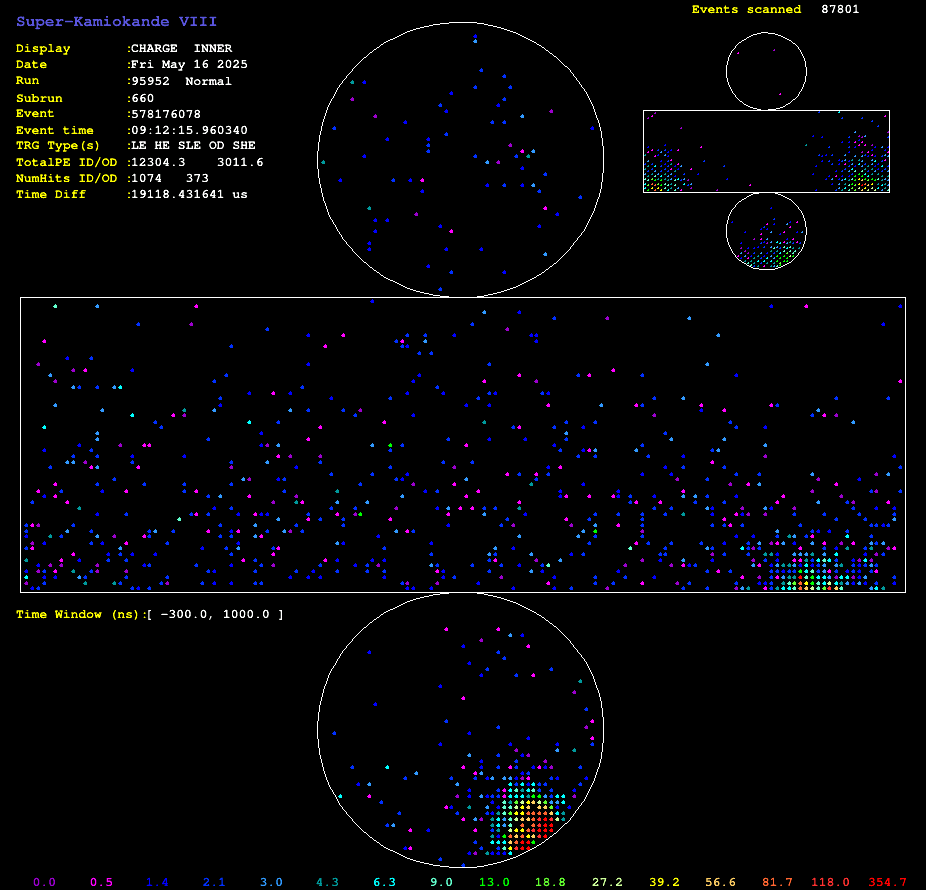 Super-Kamiokande VIII
Events scanned 87801
Display :CHARGE INNER
Date :Fri May 16 2025
Run :95952 Normal
Subrun :660
Event :578176078
Event time :09:12:15.960340
TRG Type(s) :LE HE SLE OD SHE
TotalPE ID/OD :12304.3 3011.6
NumHits ID/OD :1074 373
Time Diff :19118.431641 us
Time Window (ns):[ -300.0, 1000.0 ]
0.0 0.5 1.4 2.1 3.0 4.3 6.3 9.0 13.0 18.8 27.2 39.2 56.6 81.7 118.0 354.7